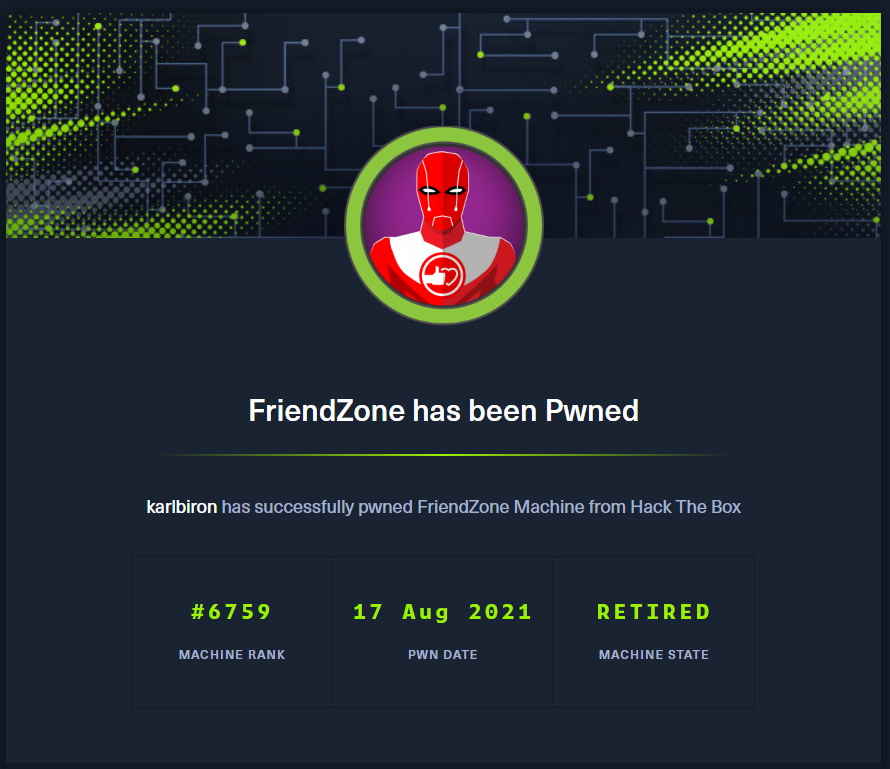 FriendZone has been Pwned
karlbiron has successfully pwned FriendZone Machine from Hack The Box
#6759 17 Aug 2021 RETIRED
MACHINE RANK PWN DATE MACHINE STATE